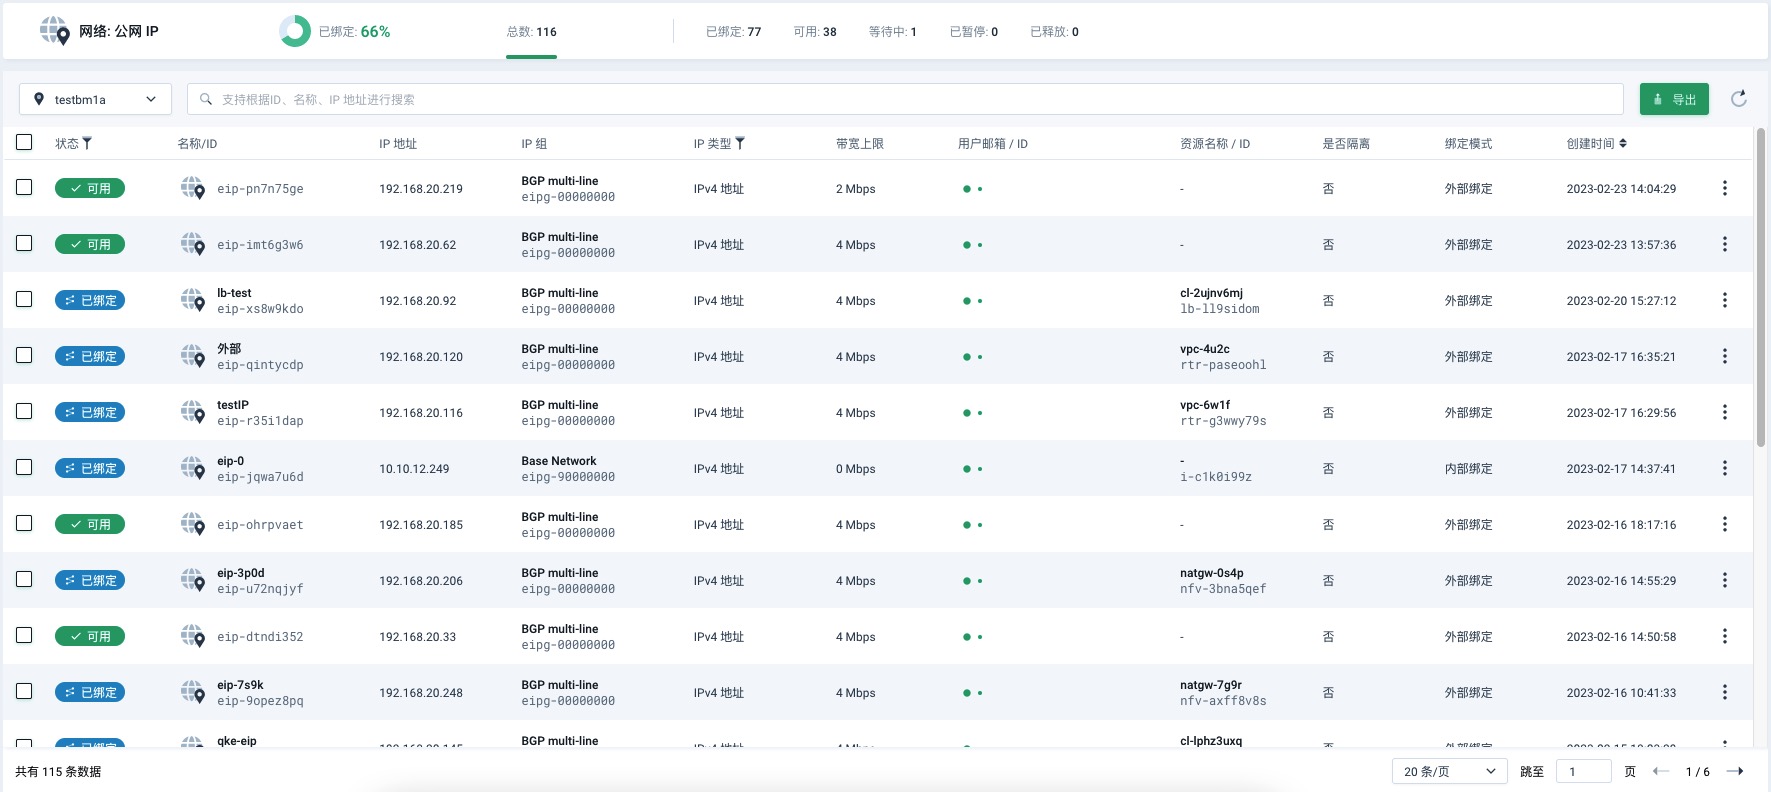 网络: 公网 IP 已绑定: 66% 总数: 116 已绑定: 77 可用: 38 等待中: 1 已暂停: 0 已释放: 0
testbm1a 支持根据ID、名称、IP 地址进行搜索 导出
状态 名称/ID IP 地址 IP 组 IP 类型 带宽上限 用户邮箱 / ID 资源名称 / ID 是否隔离 绑定模式 创建时间
BGP multi-line
可用 eip-pn7n75ge 192.168.20.219 IPv4 地址 2 Mbps - 否 外部绑定 2023-02-23 14:04:29
eipg-00000000
BGP multi-line
可用 eip-imt6g3w6 192.168.20.62 IPv4 地址 4 Mbps - 否 外部绑定 2023-02-23 13:57:36
eipg-00000000
lb-test BGP multi-line cl-2ujnv6mj
已绑定 192.168.20.92 IPv4 地址 4 Mbps 否 外部绑定 2023-02-20 15:27:12
eip-xs8w9kdo eipg-00000000 lb-ll9sidom
外部 BGP multi-line vpc-4u2c
已绑定 192.168.20.120 IPv4 地址 4 Mbps 否 外部绑定 2023-02-17 16:35:21
eip-qintycdp eipg-00000000 rtr-paseoohl
testIP BGP multi-line vpc-6w1f
已绑定 192.168.20.116 IPv4 地址 4 Mbps 否 外部绑定 2023-02-17 16:29:56
eip-r35i1dap eipg-00000000 rtr-g3wwy79s
eip-0 Base Network -
已绑定 10.10.12.249 IPv4 地址 0 Mbps 否 内部绑定 2023-02-17 14:37:41
eip-jqwa7u6d eipg-90000000 i-c1k0i99z
BGP multi-line
可用 eip-ohrpvaet 192.168.20.185 IPv4 地址 4 Mbps - 否 外部绑定 2023-02-16 18:17:16
eipg-00000000
eip-3p0d BGP multi-line natgw-0s4p
已绑定 192.168.20.206 IPv4 地址 4 Mbps 否 外部绑定 2023-02-16 14:55:29
eip-u72nqjyf eipg-00000000 nfv-3bna5qef
BGP multi-line
可用 eip-dtndi352 192.168.20.33 IPv4 地址 4 Mbps - 否 外部绑定 2023-02-16 14:50:58
eipg-00000000
eip-7s9k BGP multi-line natgw-7g9r
已绑定 192.168.20.248 IPv4 地址 4 Mbps 否 外部绑定 2023-02-16 10:41:33
eip-9opez8pq eipg-00000000 nfv-axff8v8s
qke-eip BGP multi-line cl-lphz3uxq
共有 115 条数据 20 条/页 跳至 1 页 1 / 6